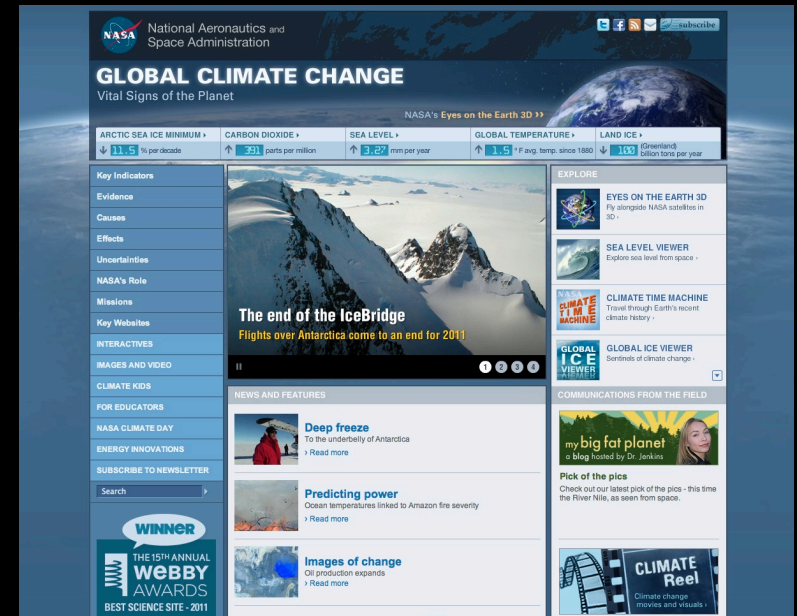 NASA
National Aeronautics and
Space Administration
subscribe
GLOBAL CLIMATE CHANGE
Vital Signs of the Planet
NASA's Eyes on the Earth 3D
ARCTIC SEA ICE MINIMUM
11.5 % per decade
CARBON DIOXIDE
391 parts per million
SEA LEVEL
3.27 mm per year
GLOBAL TEMPERATURE
1.5 °F avg. temp. since 1880
LAND ICE
(Greenland)
100 billion tons per year
Key Indicators
Evidence
Causes
Effects
Uncertainties
NASA's Role
Missions
Key Websites
INTERACTIVES
IMAGES AND VIDEO
CLIMATE KIDS
FOR EDUCATORS
NASA CLIMATE DAY
ENERGY INNOVATIONS
SUBSCRIBE TO NEWSLETTER
Search
WINNER
THE 15TH ANNUAL
WEBBY
AWARDS
BEST SCIENCE SITE - 2011
The end of the IceBridge
Flights over Antarctica come to an end for 2011
1 2 3 4
NEWS AND FEATURES
Deep freeze
To the underbelly of Antarctica
› Read more
Predicting power
Ocean temperatures linked to Amazon fire severity
› Read more
Images of change
Oil production expands
› Read more
EXPLORE
EYES ON THE EARTH 3D
Fly alongside NASA satellites in
3D ›
SEA LEVEL VIEWER
Explore sea level from space ›
NASA
CLIMATE
TIME
MACHINE
CLIMATE TIME MACHINE
Travel through Earth's recent
climate history ›
GLOBAL
ICE
VIEWER
GLOBAL ICE VIEWER
Sentinels of climate change ›
COMMUNICATIONS FROM THE FIELD
my big fat planet
a blog hosted by Dr. Jenkins
Pick of the pics
Check out our latest pick of the pics - this time
the River Nile, as seen from space.
CLIMATE
Reel
Climate change
movies and visuals ›